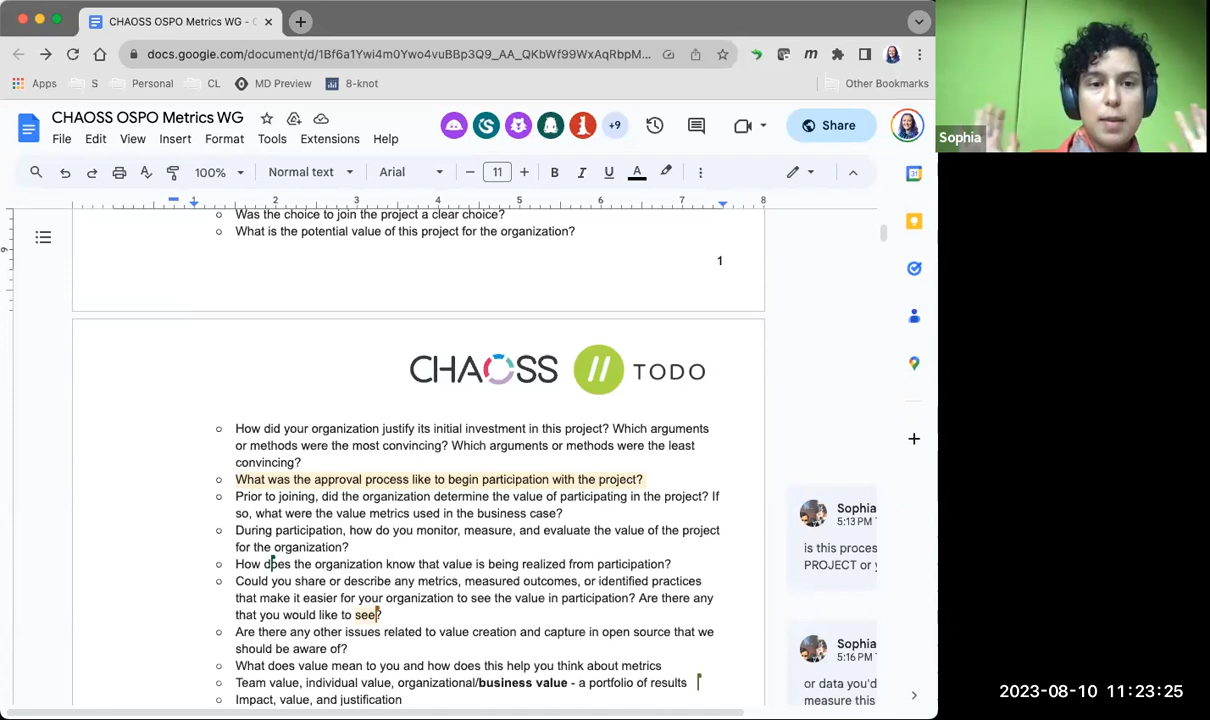 CHAOSS OSPO Metrics WG - C
docs.google.com/document/d/1Bf6a1Ywi4m0Ywo4vuBBp3Q9_AA_QKbWf99WxAqRbpM...
Apps S Personal CL MD Preview 8-knot Other Bookmarks
CHAOSS OSPO Metrics WG
File Edit View Insert Format Tools Extensions Help
+9
Share
100% Normal text Arial 11 B I U A
1 2 3 4 5 6 7 8
Was the choice to join the project a clear choice?
What is the potential value of this project for the organization?
1
CHAOSS // TODO
How did your organization justify its initial investment in this project? Which arguments
or methods were the most convincing? Which arguments or methods were the least
convincing?
What was the approval process like to begin participation with the project?
Prior to joining, did the organization determine the value of participating in the project? If
so, what were the value metrics used in the business case?
During participation, how do you monitor, measure, and evaluate the value of the project
for the organization?
How does the organization know that value is being realized from participation?
Could you share or describe any metrics, measured outcomes, or identified practices
that make it easier for your organization to see the value in participation? Are there any
that you would like to see?
Are there any other issues related to value creation and capture in open source that we
should be aware of?
What does value mean to you and how does this help you think about metrics
Team value, individual value, organizational/business value - a portfolio of results
Impact, value, and justification
Sophia
5:13 PM T
is this proces
PROJECT or y
Sophia
5:16 PM T
or data you'd
measure this
Sophia
2023-08-10 11:23:25